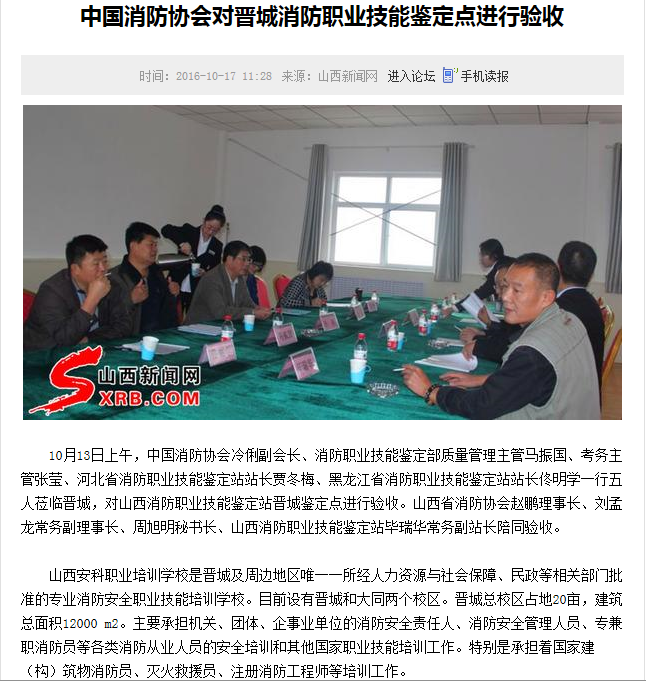 中国消防协会对晋城消防职业技能鉴定点进行验收
时间：2016-10-17 11:28 来源：山西新闻网 进入论坛 手机读报
山西新闻网
SXRB.COM
10月13日上午，中国消防协会冷俐副会长、消防职业技能鉴定部质量管理主管马振国、考务主
管张莹、河北省消防职业技能鉴定站站长贾冬梅、黑龙江省消防职业技能鉴定站站长佟明学一行五
人莅临晋城，对山西消防职业技能鉴定站晋城鉴定点进行验收。山西省消防协会赵鹏理事长、刘孟
龙常务副理事长、周旭明秘书长、山西消防职业技能鉴定站毕瑞华常务副站长陪同验收。
山西安科职业培训学校是晋城及周边地区唯一一所经人力资源与社会保障、民政等相关部门批
准的专业消防安全职业技能培训学校。目前设有晋城和大同两个校区。晋城总校区占地20亩，建筑
总面积12000 m2。主要承担机关、团体、企事业单位的消防安全责任人、消防安全管理人员、专兼
职消防员等各类消防从业人员的安全培训和其他国家职业技能培训工作。特别是承担着国家建
（构）筑物消防员、灭火救援员、注册消防工程师等培训工作。